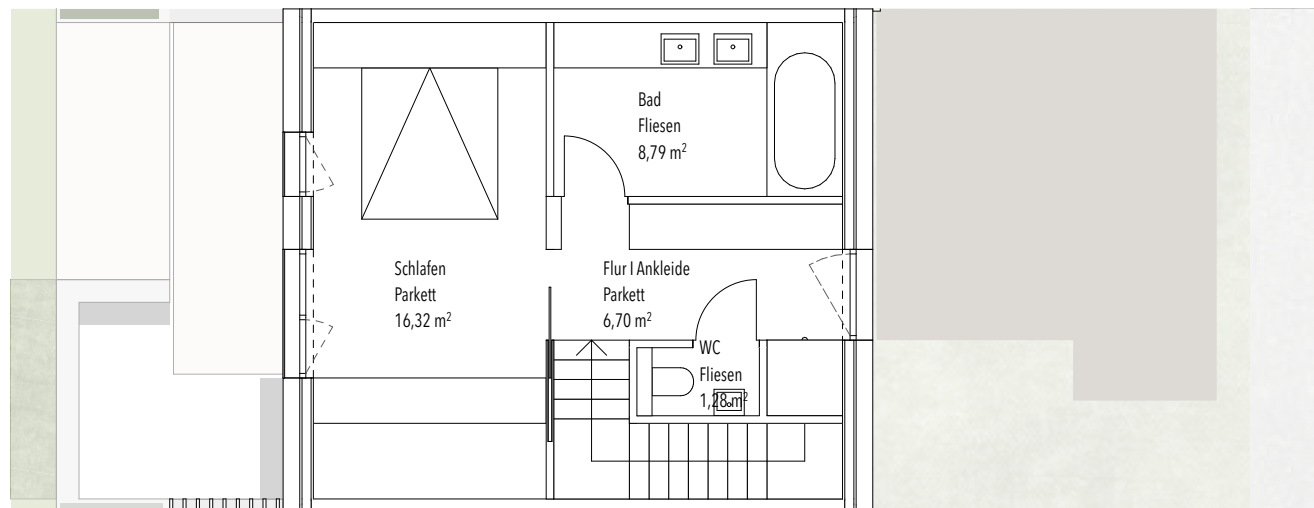 Bad
Fliesen
8,79 m²
Schlafen
Parkett
16,32 m²
Flur I Ankleide
Parkett
6,70 m²
WC
Fliesen
1,28 m²